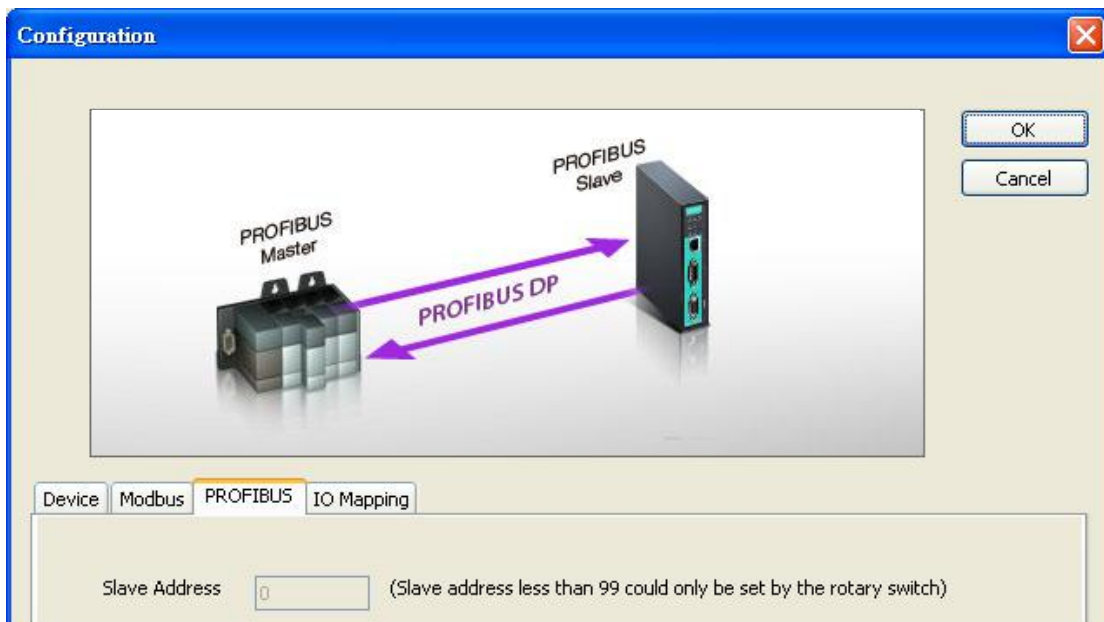 Configuration
OK
Cancel
PROFIBUS
Slave
PROFIBUS
Master
PROFIBUS DP
Device Modbus PROFIBUS IO Mapping
Slave Address 0 (Slave address less than 99 could only be set by the rotary switch)